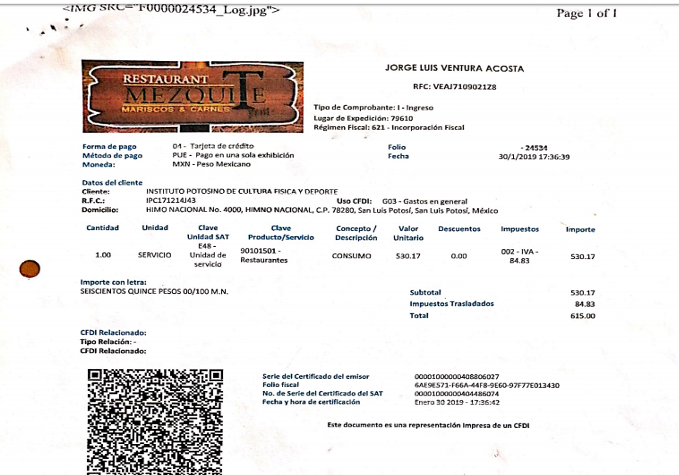 <IMG SRC="F0000024534_Log.jpg">
Page 1 of 1
RESTAURANT
MEZQUITE
MARISCOS & CARNES
Grill
JORGE LUIS VENTURA ACOSTA
RFC: VEAJ7109021Z8
Tipo de Comprobante: I - Ingreso
Lugar de Expedición: 79610
Régimen Fiscal: 621 - Incorporación Fiscal
Forma de pago 04 - Tarjeta de crédito Folio - 24534
Método de pago PUE - Pago en una sola exhibición Fecha 30/1/2019 17:36:39
Moneda: MXN - Peso Mexicano
Datos del cliente
Cliente: INSTITUTO POTOSINO DE CULTURA FISICA Y DEPORTE
R.F.C.: IPC171214J43 Uso CFDI: G03 - Gastos en general
Domicilio: HIMO NACIONAL No. 4000, HIMNO NACIONAL, C.P. 78280, San Luis Potosí, San Luis Potosí, México
Cantidad Unidad Clave Unidad SAT Clave Producto/Servicio Concepto / Descripción Valor Unitario Descuentos Impuestos Importe
1.00 SERVICIO E48 - Unidad de servicio 90101501 - Restaurantes CONSUMO 530.17 0.00 002 - IVA - 84.83 530.17
Importe con letra:
SEISCIENTOS QUINCE PESOS 00/100 M.N.
Subtotal 530.17
Impuestos Trasladados 84.83
Total 615.00
CFDI Relacionado:
Tipo Relación: -
CFDI Relacionado:
Serie del Certificado del emisor 00001000000408806027
Folio fiscal 6AE9E571-F66A-44F8-9E60-97F77E013430
No. de Serie del Certificado del SAT 00001000000404486074
Fecha y hora de certificación Enero 30 2019 - 17:36:42
Este documento es una representación impresa de un CFDI